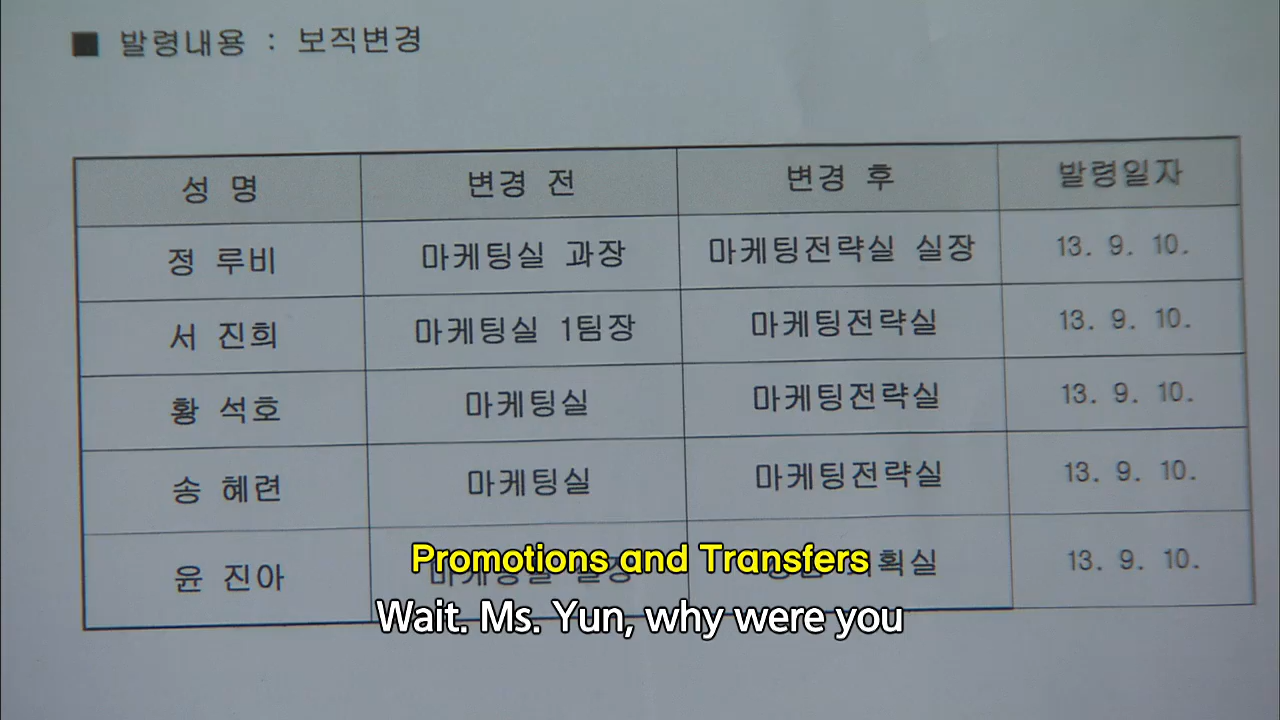 ■ 발령내용 : 보직변경
성 명 변경 전 변경 후 발령일자
정 루비 마케팅실 과장 마케팅전략실 실장 13. 9. 10.
서 진희 마케팅실 1팀장 마케팅전략실 13. 9. 10.
황 석호 마케팅실 마케팅전략실 13. 9. 10.
송 혜련 마케팅실 마케팅전략실 13. 9. 10.
윤 진아 13. 9. 10.
Promotions and Transfers
Wait. Ms. Yun, why were you